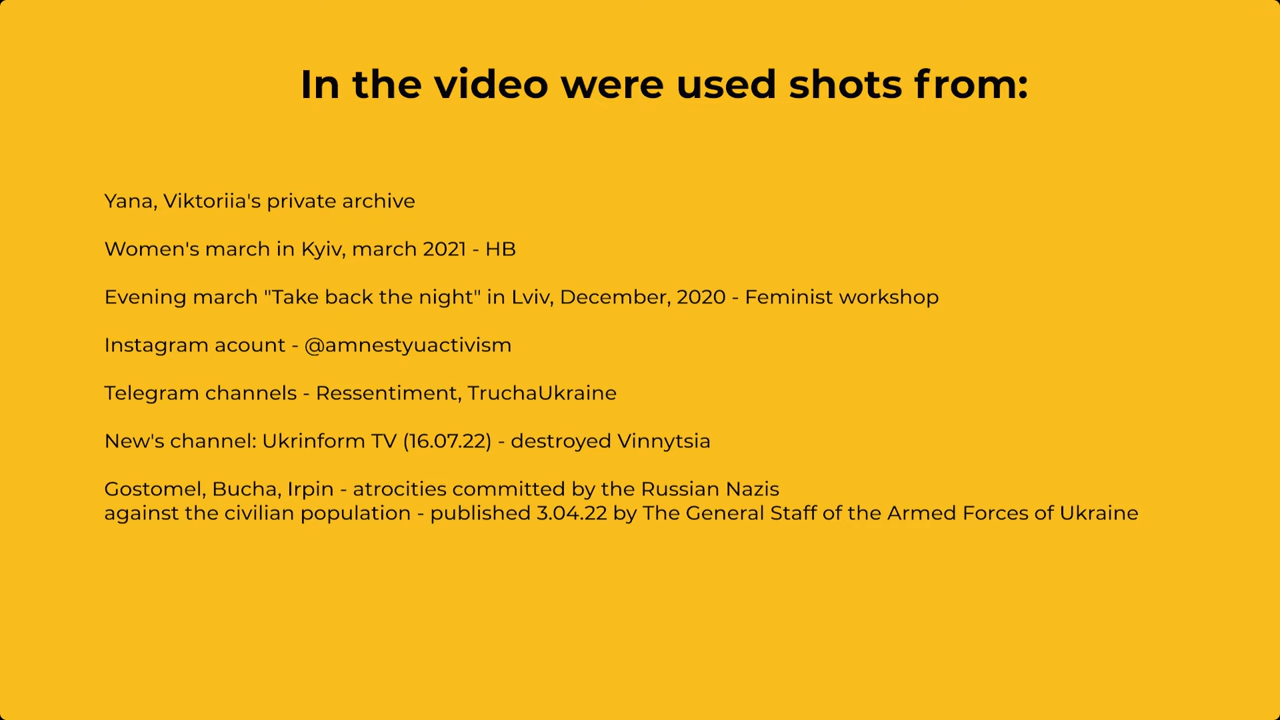 In the video were used shots from:
Yana, Viktoriia's private archive
Women's march in Kyiv, march 2021 - HB
Evening march "Take back the night" in Lviv, December, 2020 - Feminist workshop
Instagram acount - @amnestyuactivism
Telegram channels - Ressentiment, TruchaUkraine
New's channel: Ukrinform TV (16.07.22) - destroyed Vinnytsia
Gostomel, Bucha, Irpin - atrocities committed by the Russian Nazis
against the civilian population - published 3.04.22 by The General Staff of the Armed Forces of Ukraine